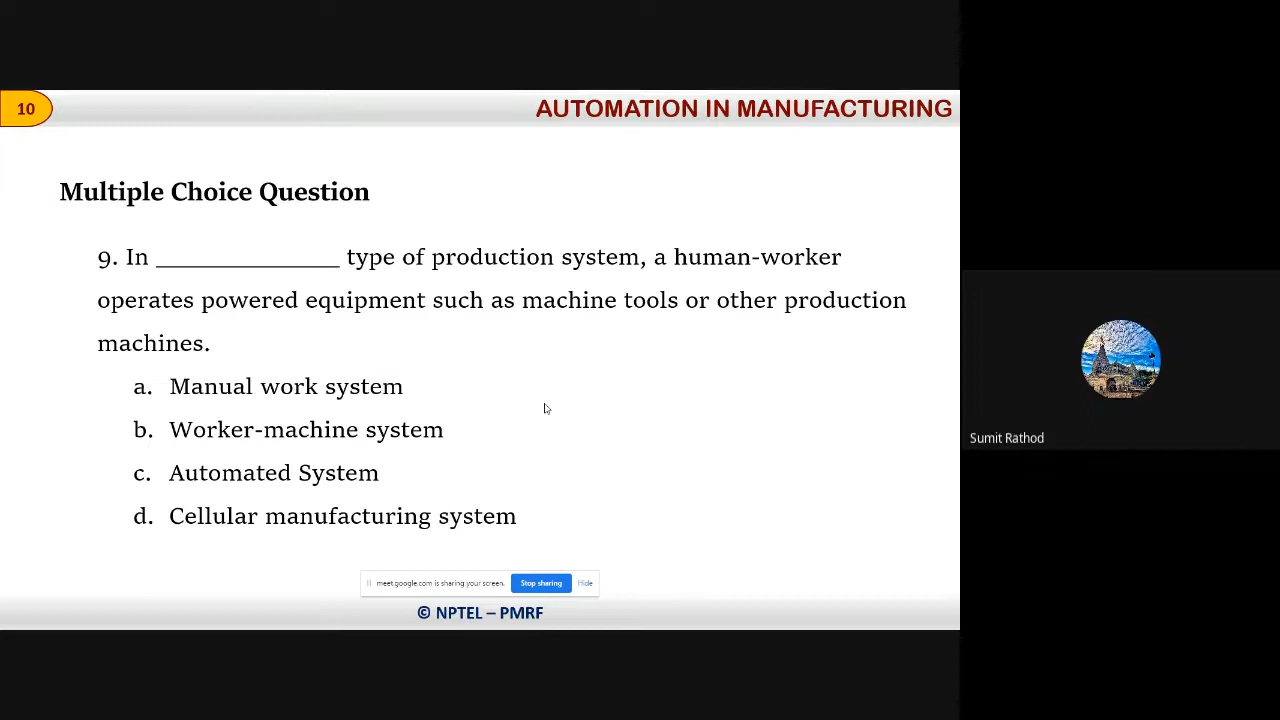 10
AUTOMATION IN MANUFACTURING
Multiple Choice Question
9. In ________________ type of production system, a human-worker
operates powered equipment such as machine tools or other production
machines.
a. Manual work system
b. Worker-machine system
c. Automated System
d. Cellular manufacturing system
Sumit Rathod
meet.google.com is sharing your screen. Stop sharing Hide
© NPTEL – PMRF